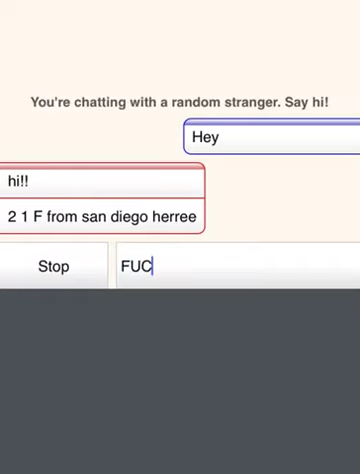 You're chatting with a random stranger. Say hi!
Hey
hi!!
2 1 F from san diego herree
Stop
FUC